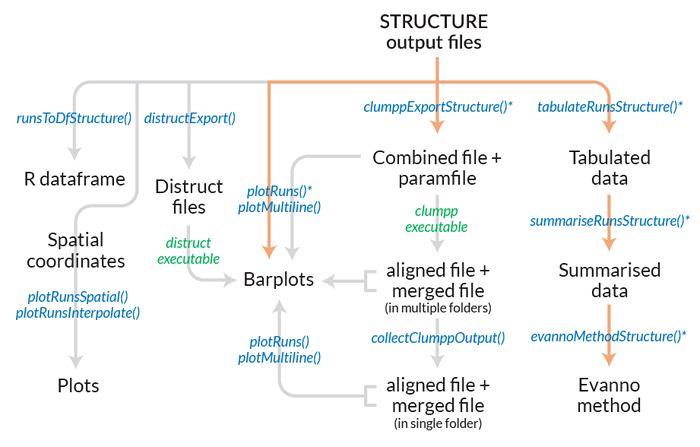 STRUCTURE
output files
runsToDfStructure()
distructExport()
clumppExportStructure()*
tabulateRunsStructure()*
R dataframe
Distruct
files
plotRuns()*
plotMultiline()
Combined file +
paramfile
Tabulated
data
clumpp
executable
summariseRunsStructure()*
Spatial
coordinates
distruct
executable
Barplots
aligned file +
merged file
(in multiple folders)
Summarised
data
plotRunsSpatial()
plotRunsInterpolate()
plotRuns()
plotMultiline()
collectClumppOutput()
evannoMethodStructure()*
Plots
aligned file +
merged file
(in single folder)
Evanno
method